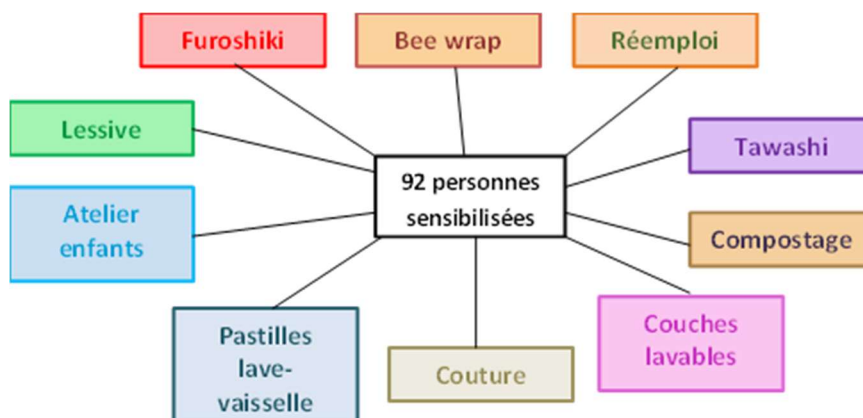 Furoshiki
Bee wrap
Réemploi
Lessive
Tawashi
92 personnes
sensibilisées
Atelier
enfants
Compostage
Pastilles
lave-
vaisselle
Couture
Couches
lavables